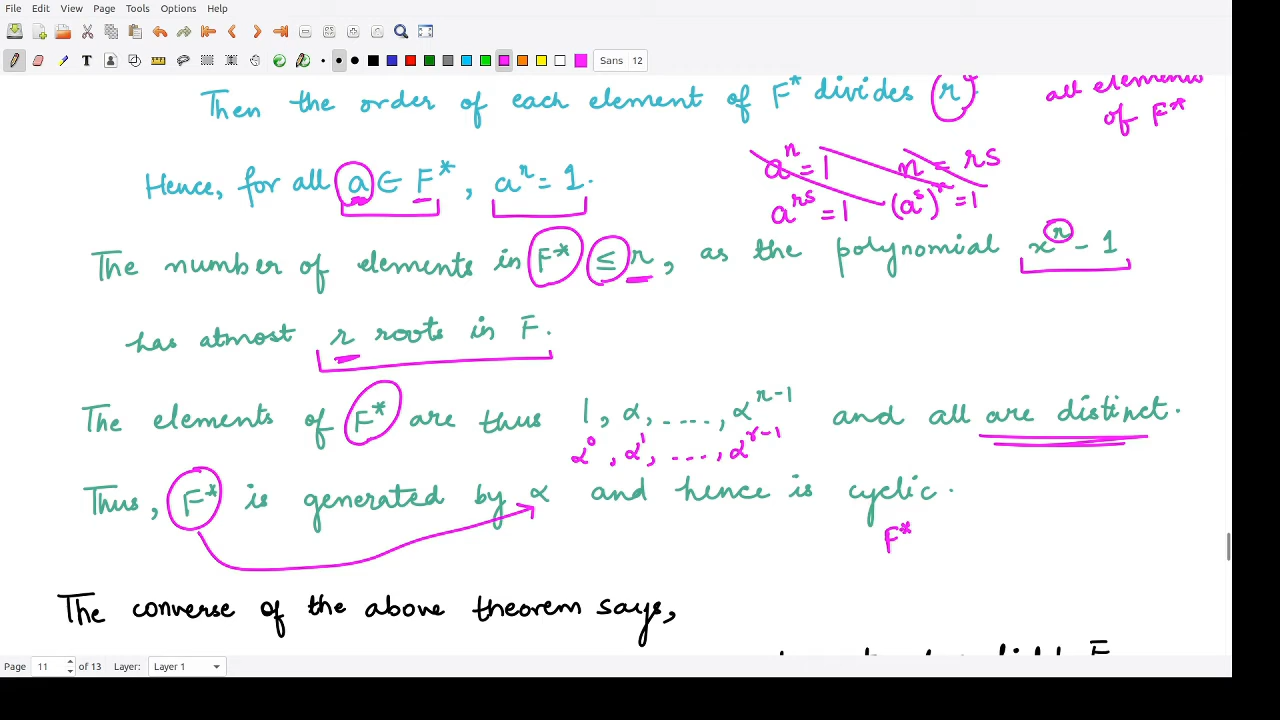 File Edit View Page Tools Options Help
Sans 12
Then the order of each element of F* divides r.
all elements
of F*
Hence, for all a ∈ F*, a^r = 1.
a^n = 1 n = rs
a^rs = 1 (a^s)^r = 1
The number of elements in F* ≤ r, as the polynomial x^r - 1
has atmost r roots in F.
The elements of F* are thus 1, α, ...., α^r-1 and all are distinct.
α^0, α^1, ...., α^r-1
Thus, F* is generated by α and hence is cyclic.
F*
The converse of the above theorem says,
Page 11 of 13 Layer: Layer 1